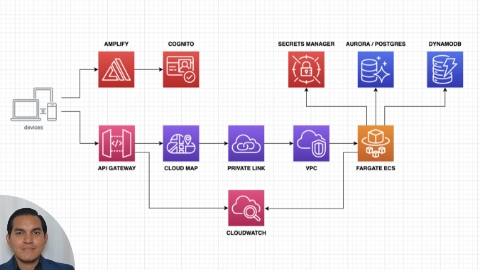 AMPLIFY
COGNITO
SECRETS MANAGER
AURORA / POSTGRES
DYNAMODB
devices
API GATEWAY
CLOUD MAP
PRIVATE LINK
VPC
FARGATE ECS
CLOUDWATCH